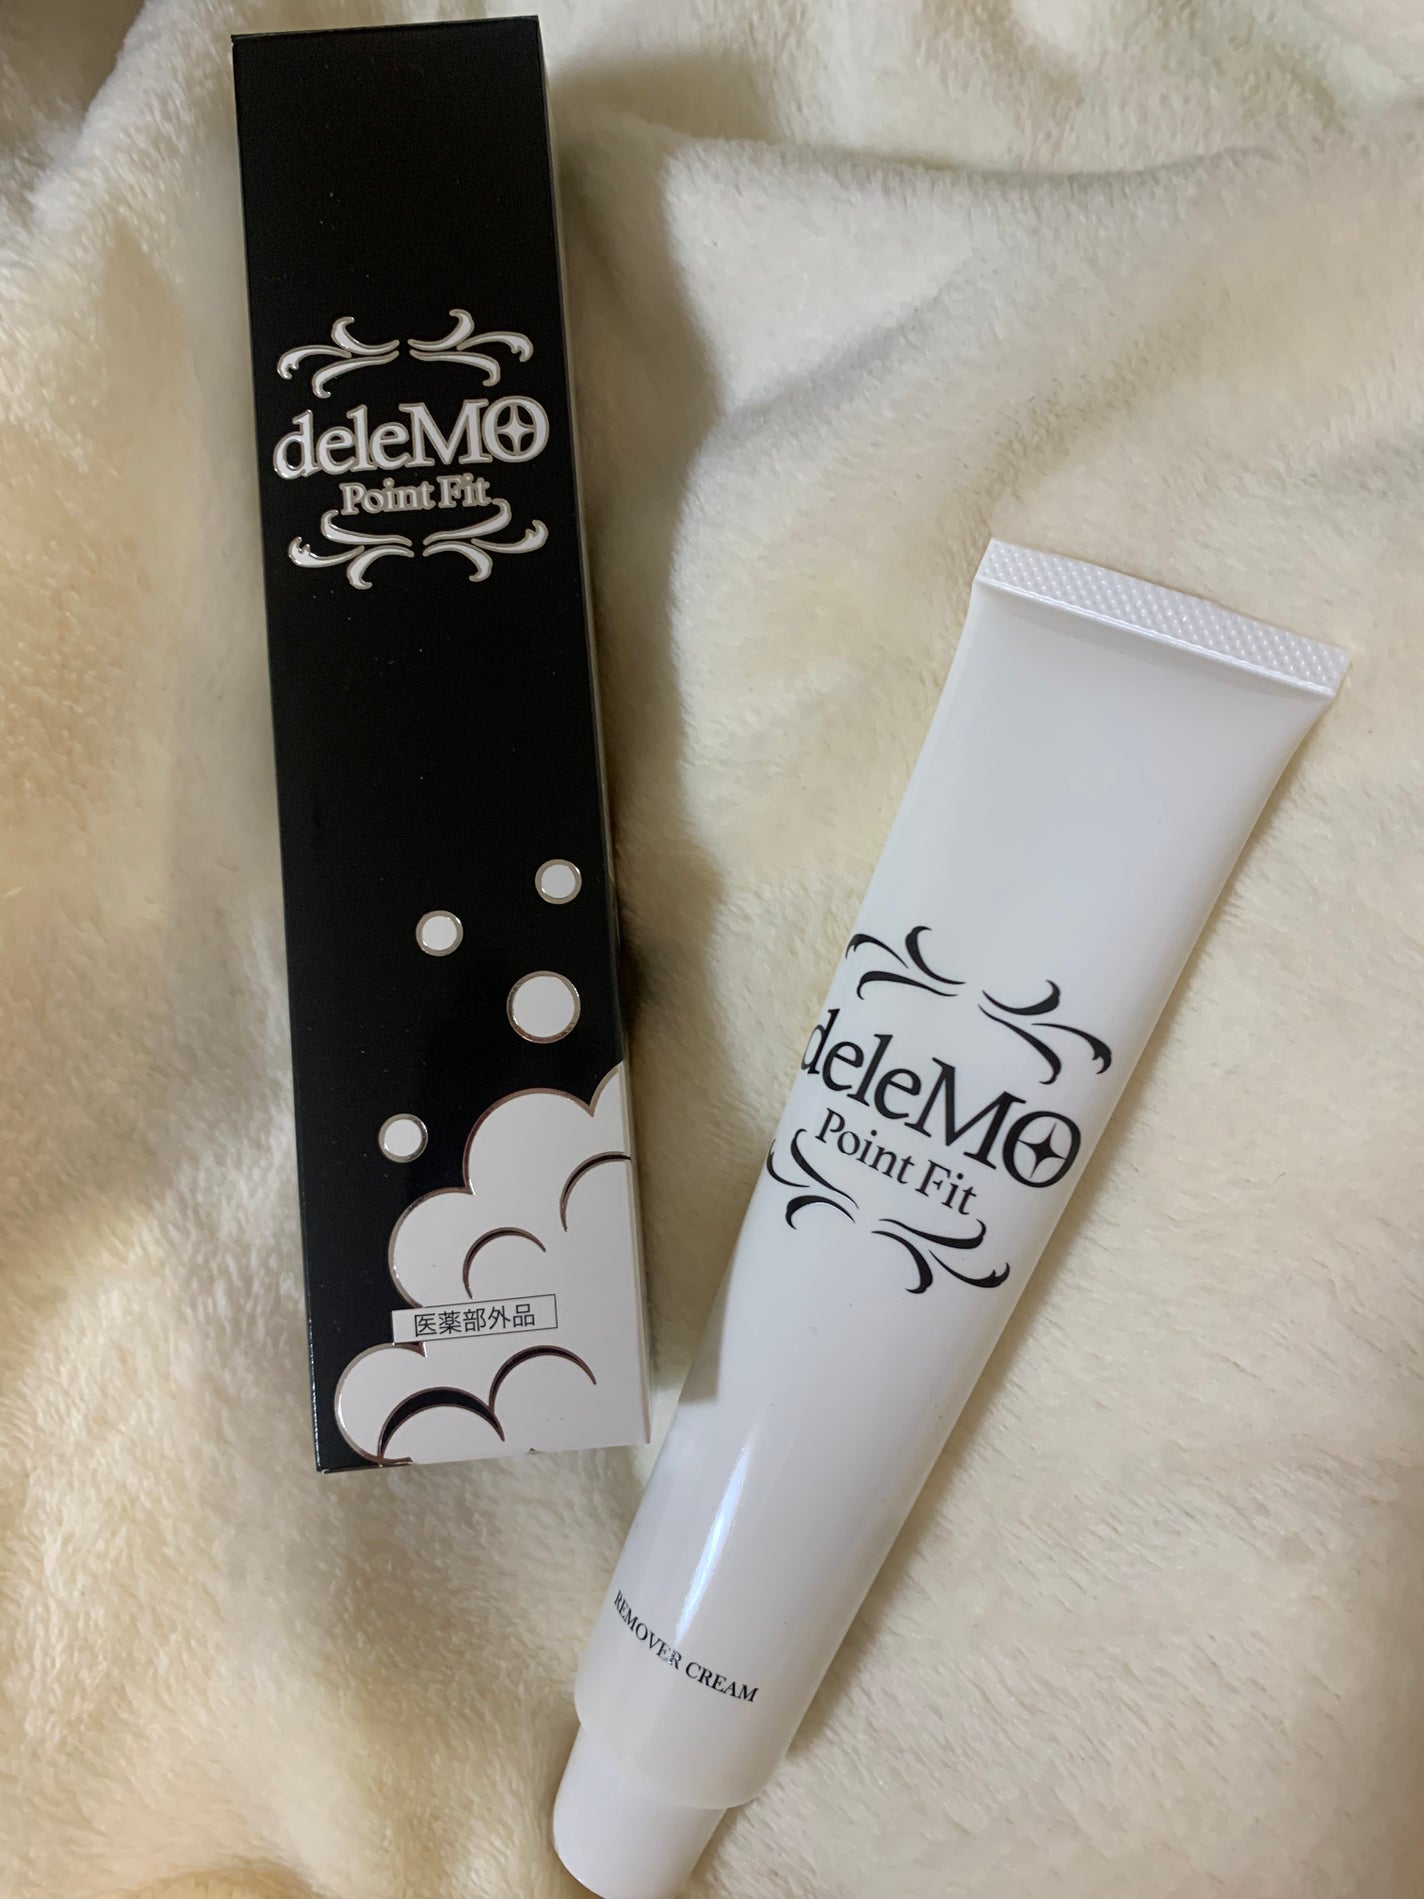 deleMO
Point Fit
医薬部外品
deleMO
Point Fit
REMOVER CREAM